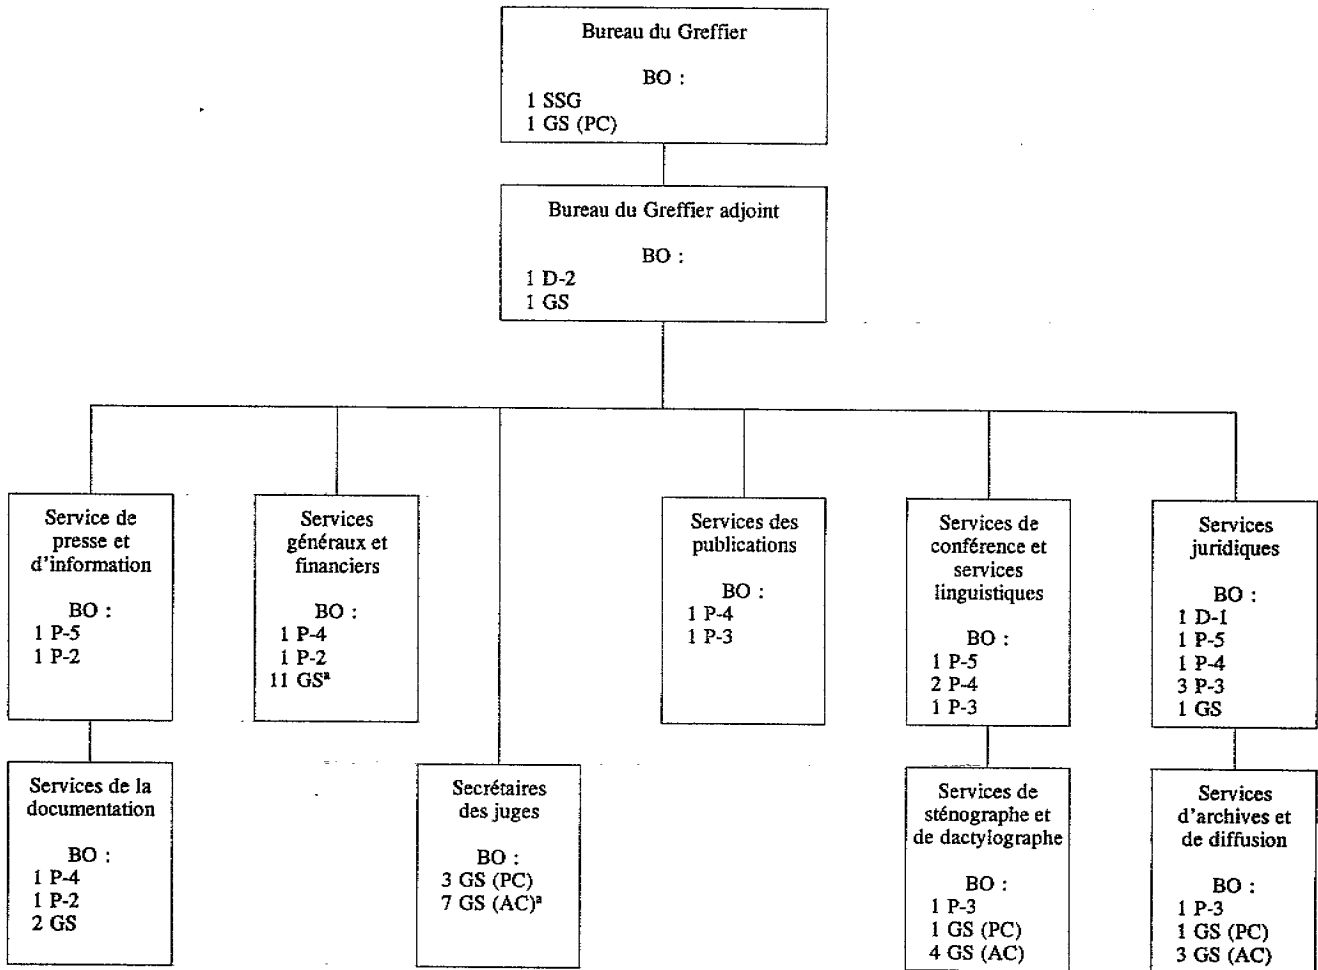 Bureau du Greffier
BO :
1 SSG
1 GS (PC)
Bureau du Greffier adjoint
BO :
1 D-2
1 GS
Service de
presse et
d'information
BO :
1 P-5
1 P-2
Services
généraux et
financiers
BO :
1 P-4
1 P-2
11 GSª
Services des
publications
BO :
1 P-4
1 P-3
Services de
conférence et
services
linguistiques
BO :
1 P-5
2 P-4
1 P-3
Services
juridiques
BO :
1 D-1
1 P-5
1 P-4
3 P-3
1 GS
Services de la
documentation
BO :
1 P-4
1 P-2
2 GS
Secrétaires
des juges
BO :
3 GS (PC)
7 GS (AC)ª
Services de
sténographe et
de dactylographe
BO :
1 P-3
1 GS (PC)
4 GS (AC)
Services
d'archives et
de diffusion
BO :
1 P-3
1 GS (PC)
3 GS (AC)